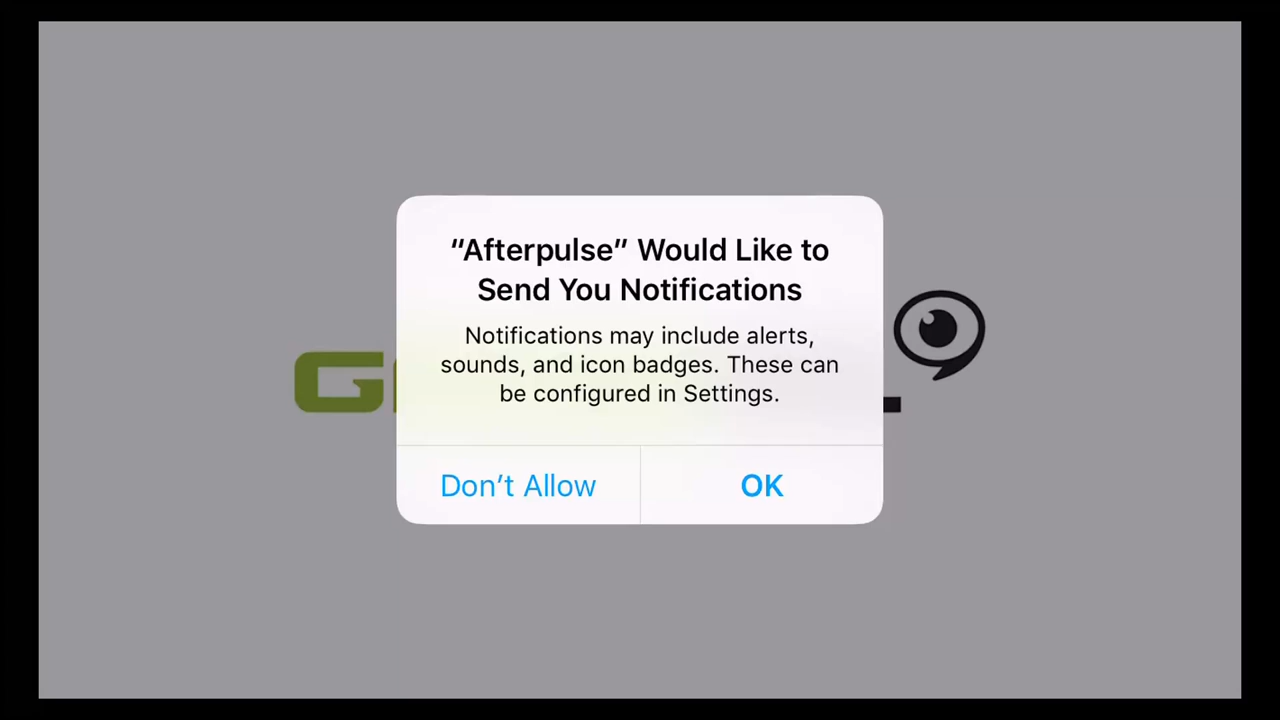 “Afterpulse” Would Like to
Send You Notifications
Notifications may include alerts,
sounds, and icon badges. These can
be configured in Settings.
Don’t Allow
OK